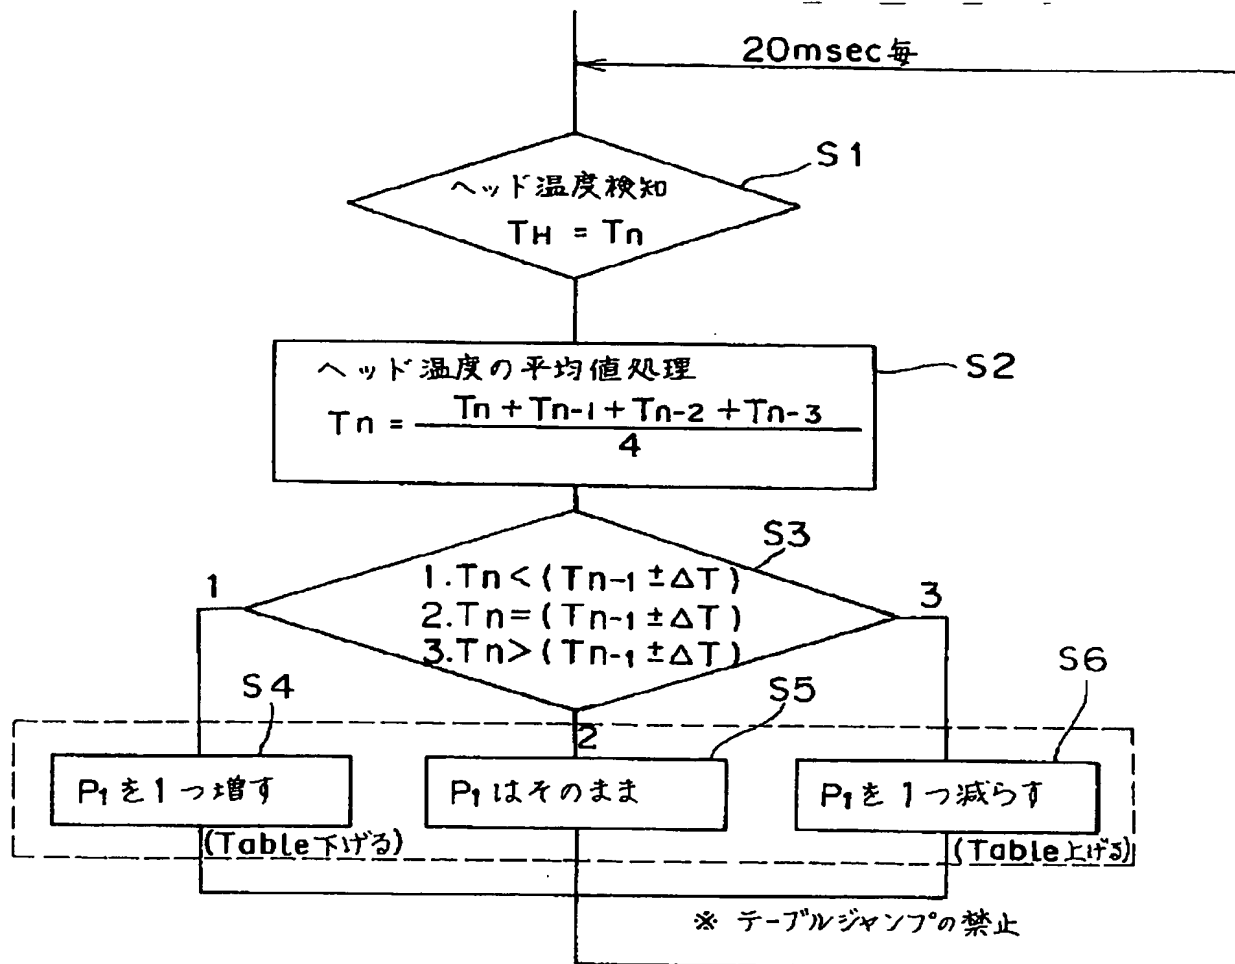 20msec毎
S1
ヘッド温度検知
TH = Tn
S2
ヘッド温度の平均値処理
Tn = Tn + Tn-1 + Tn-2 + Tn-3
4
S3
1
1.Tn<(Tn-1±ΔT)
3
2.Tn=(Tn-1±ΔT)
3.Tn>(Tn-1±ΔT)
S4
S5
S6
2
P1を1つ増す
P1はそのまま
P1を1つ減らす
(Table下げる)
(Table上げる)
※ テーブルジャンプの禁止